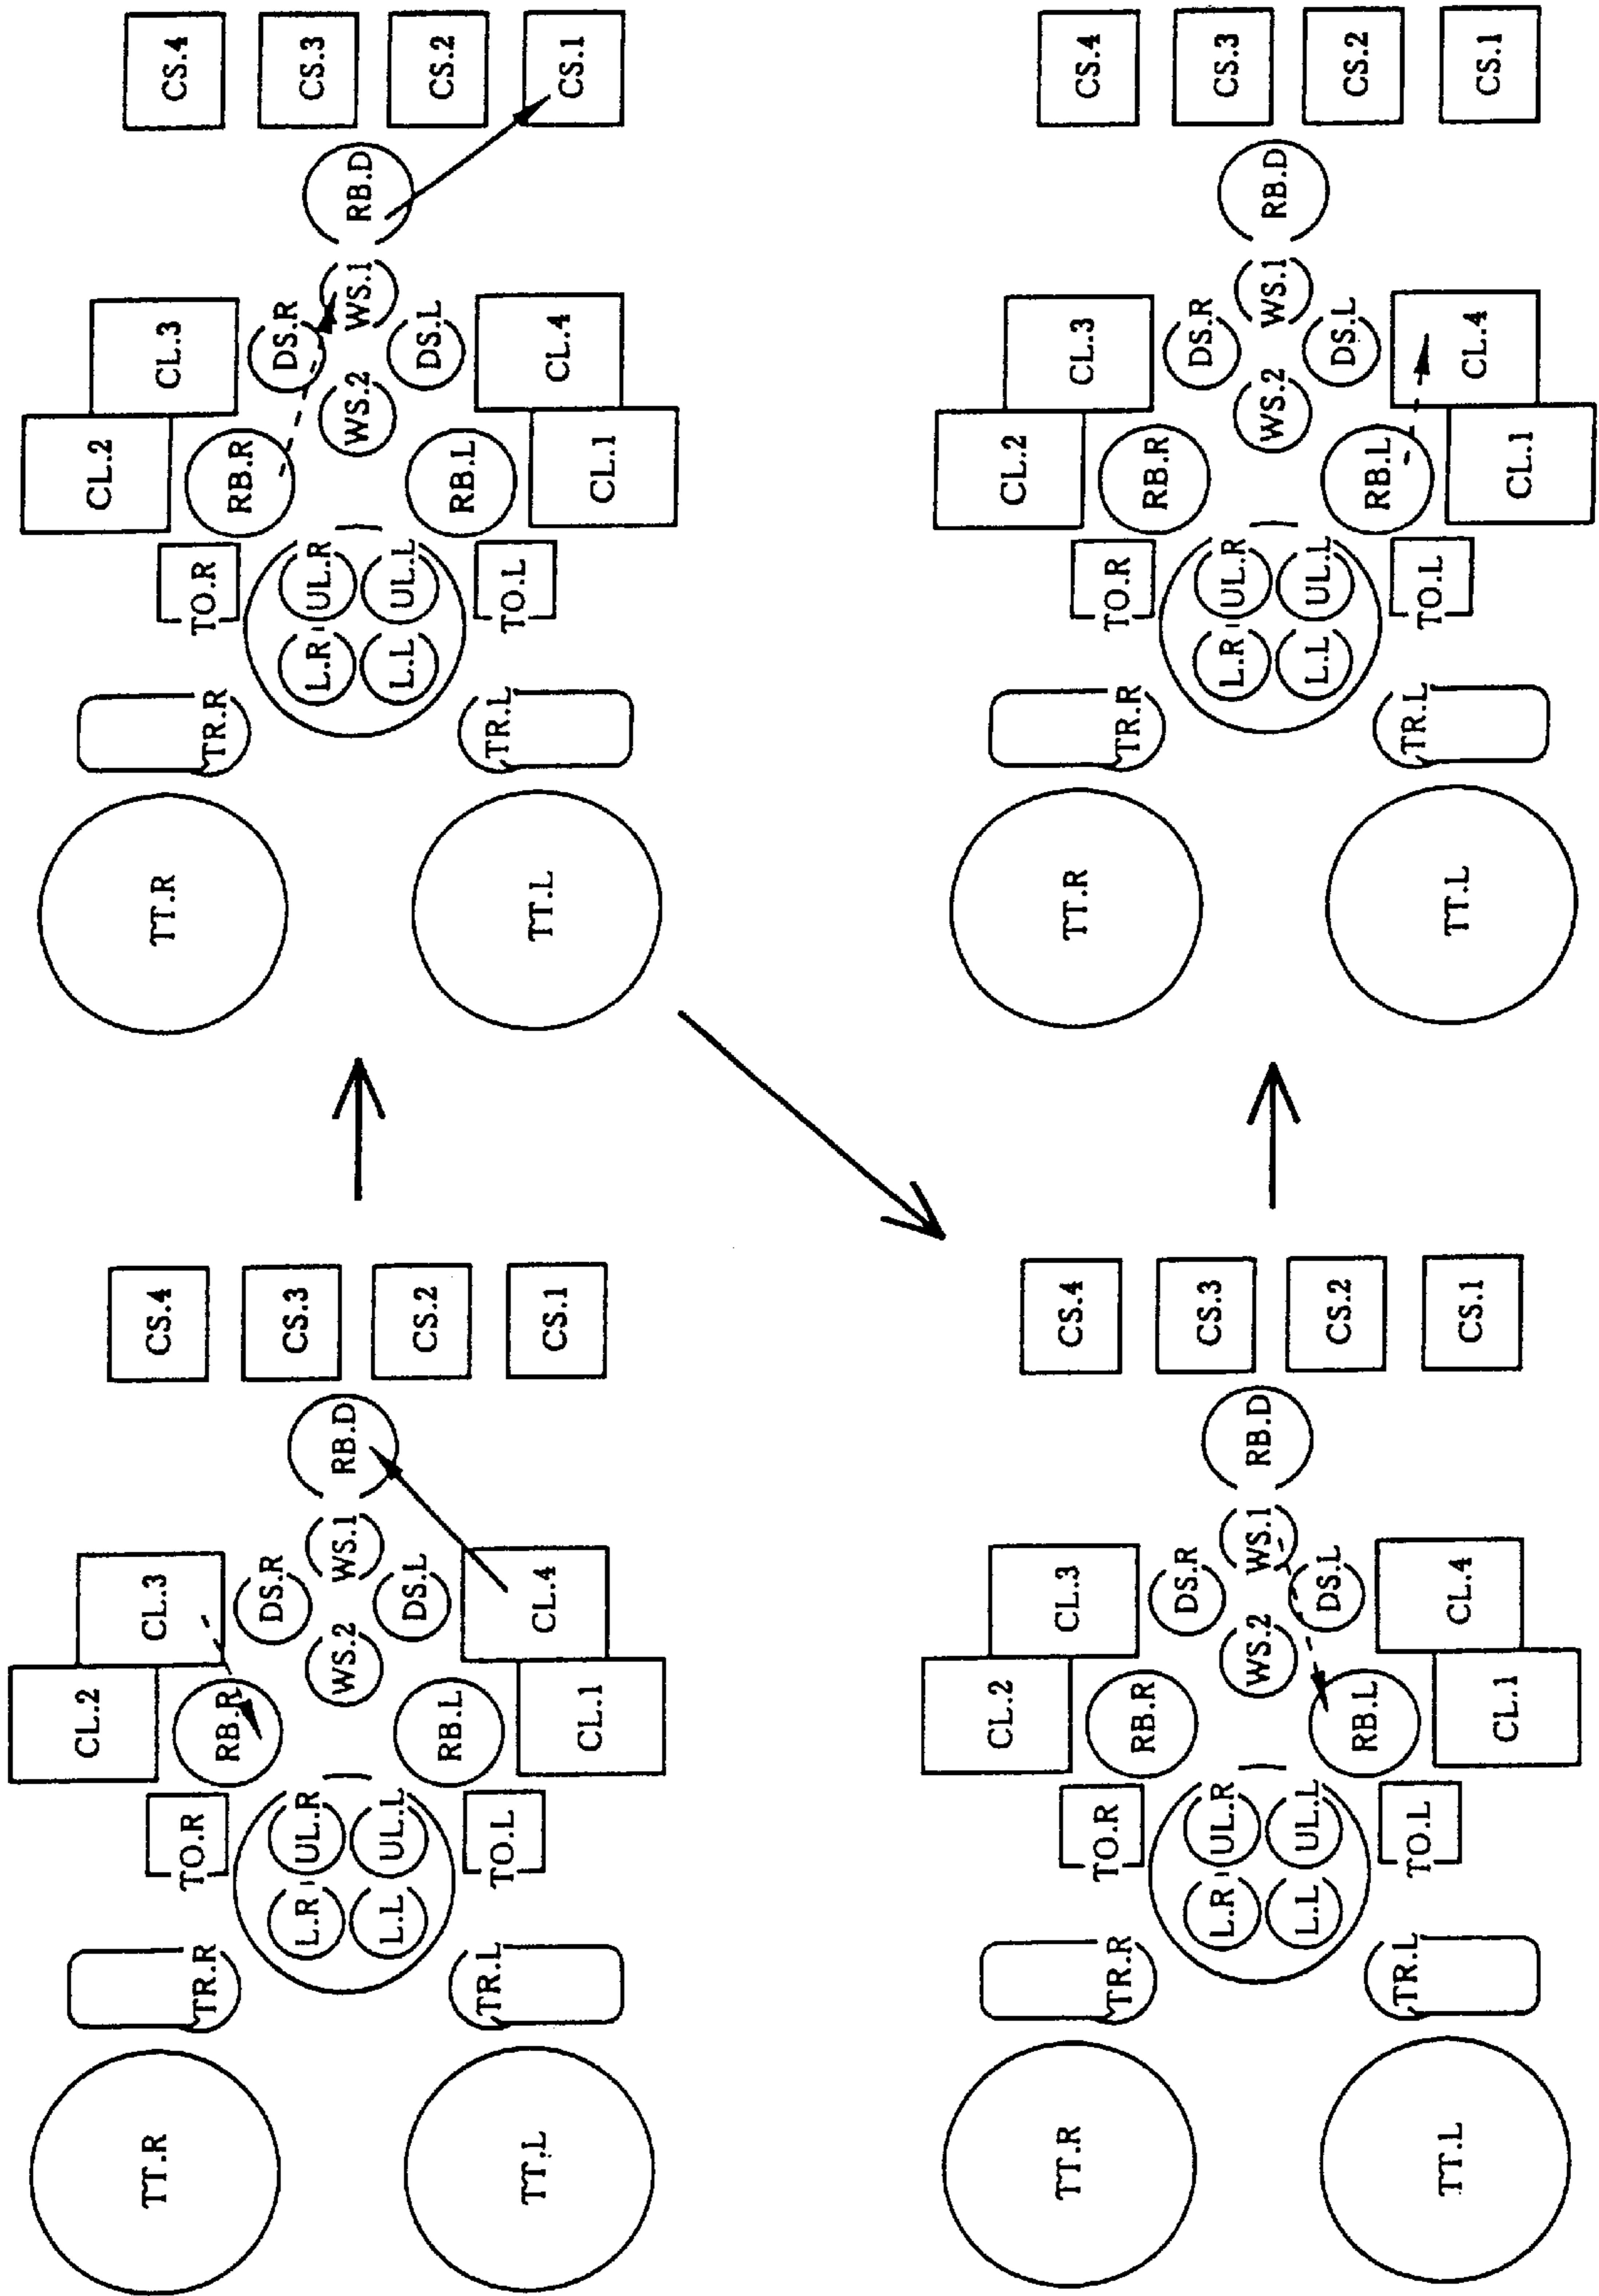 CL.2
TT.R
CL.3
CS.4
TR.R
TO.R
RB.R
DS.R
L.R
UL.R
CS.3
WS.2
WS.1
RB.D
L.L
UL.L
DS.L
CS.2
RB.L
TR.L
TO.L
TT.L
CL.4
CS.1
CL.1
CL.2
TT.R
CL.3
CS.4
TR.R
TO.R
RB.R
DS.R
L.R
UL.R
CS.3
WS.2
WS.1
RB.D
L.L
UL.L
DS.L
CS.2
RB.L
TR.L
TO.L
TT.L
CL.4
CS.1
CL.1
CL.2
TT.R
CL.3
CS.4
TR.R
TO.R
RB.R
DS.R
L.R
UL.R
CS.3
WS.2
WS.1
RB.D
L.L
UL.L
DS.L
CS.2
RB.L
TR.L
TO.L
TT.L
CL.4
CS.1
CL.1
CL.2
TT.R
CL.3
CS.4
TR.R
TO.R
RB.R
DS.R
L.R
UL.R
CS.3
WS.2
WS.1
RB.D
L.L
UL.L
DS.L
CS.2
RB.L
TR.L
TO.L
TT.L
CL.4
CS.1
CL.1